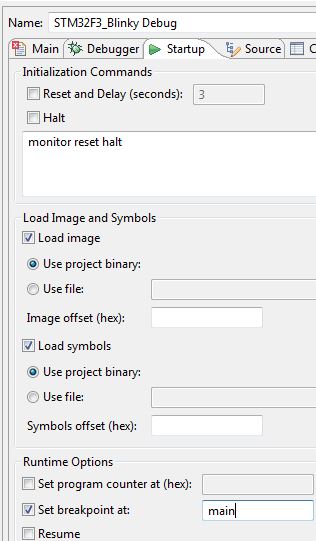 Name: STM32F3_Blinky Debug
Main Debugger Startup Source C
Initialization Commands
Reset and Delay (seconds): 3
Halt
monitor reset halt
Load Image and Symbols
Load image
Use project binary:
Use file:
Image offset (hex):
Load symbols
Use project binary:
Use file:
Symbols offset (hex):
Runtime Options
Set program counter at (hex):
Set breakpoint at: main
Resume